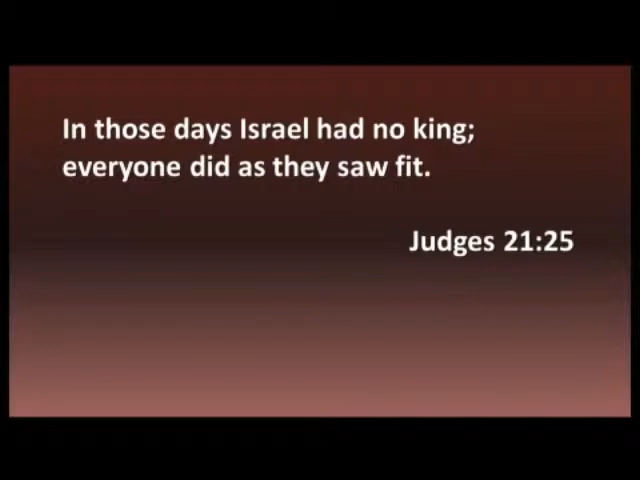 In those days Israel had no king;
everyone did as they saw fit.
Judges 21:25